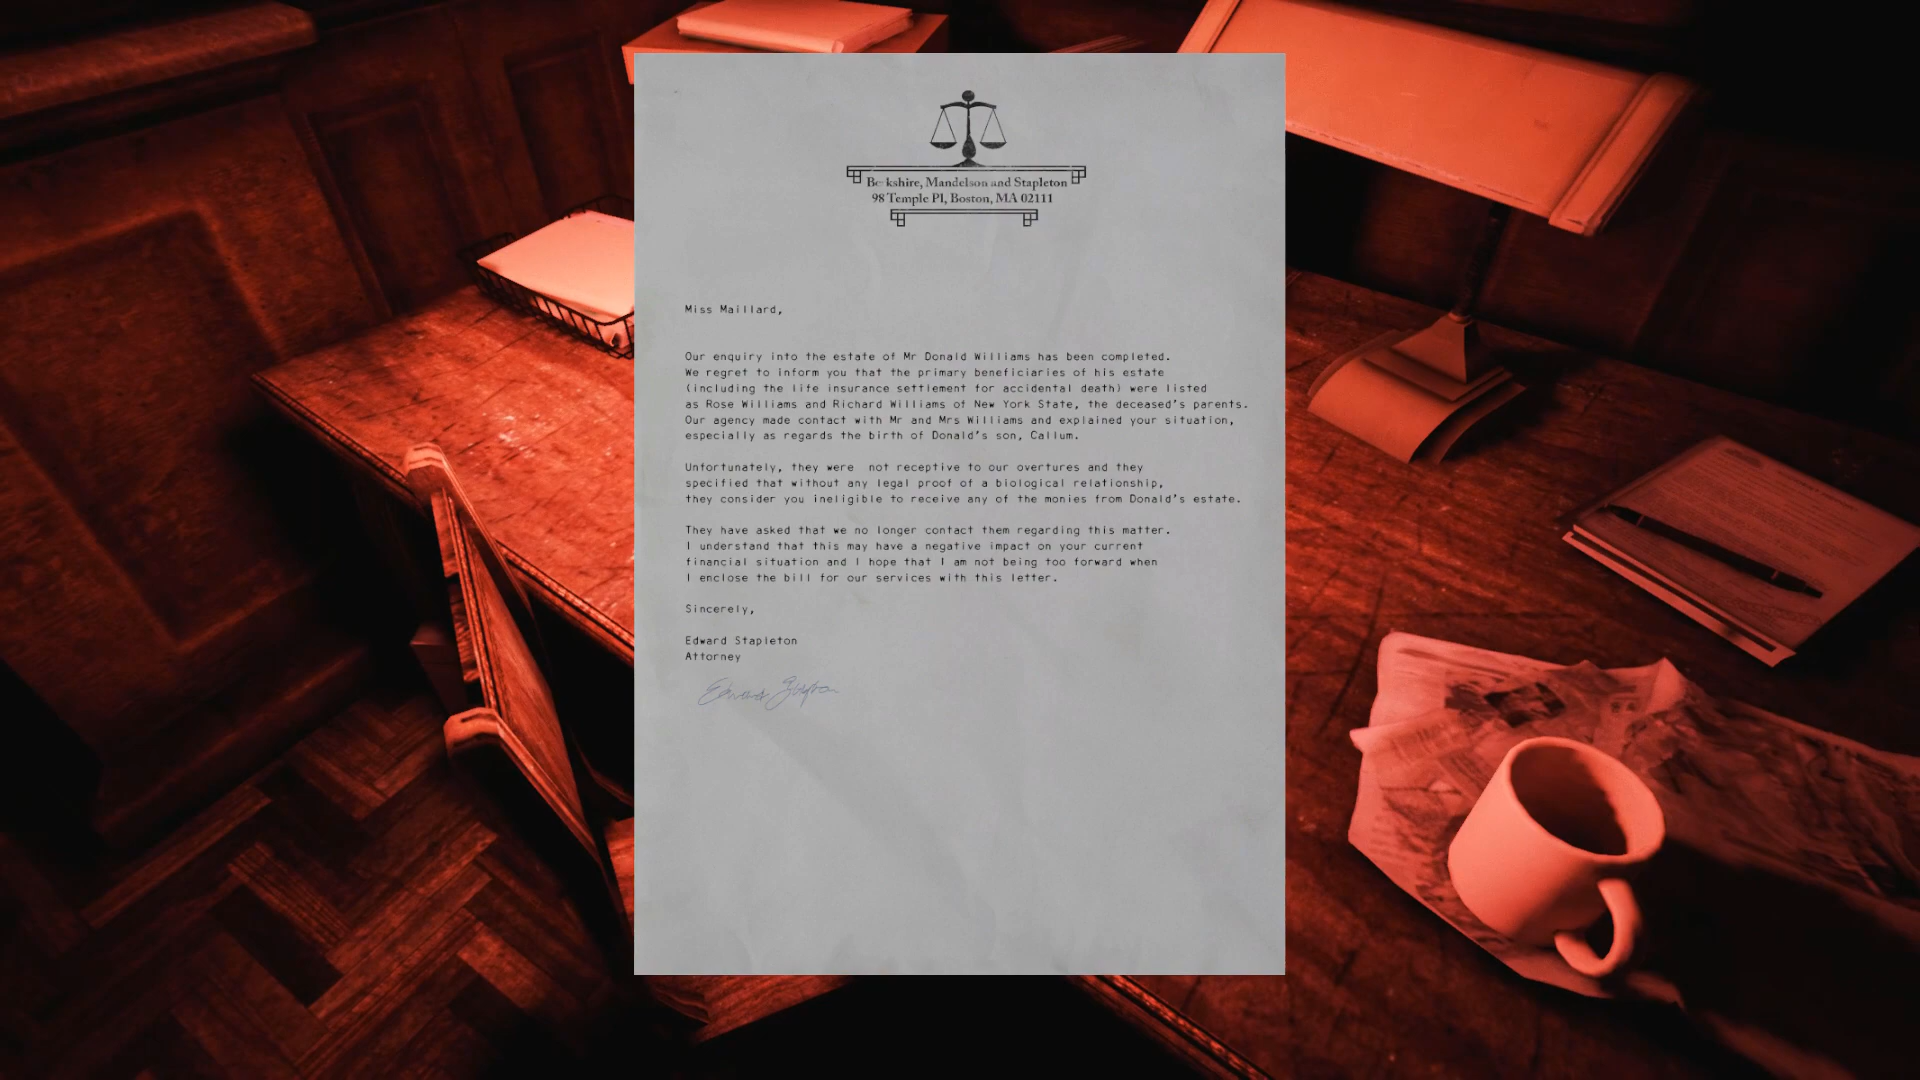 Berkshire, Mandelson and Stapleton
98 Temple Pl, Boston, MA 02111
Miss Maillard,
Our enquiry into the estate of Mr Donald Williams has been completed.
We regret to inform you that the primary beneficiaries of his estate
(including the life insurance settlement for accidental death) were listed
as Rose Williams and Richard Williams of New York State, the deceased's parents.
Our agency made contact with Mr and Mrs Williams and explained your situation,
especially as regards the birth of Donald's son, Callum.
Unfortunately, they were  not receptive to our overtures and they
specified that without any legal proof of a biological relationship,
they consider you ineligible to receive any of the monies from Donald's estate.
They have asked that we no longer contact them regarding this matter.
I understand that this may have a negative impact on your current
financial situation and I hope that I am not being too forward when
I enclose the bill for our services with this letter.
Sincerely,
Edward Stapleton
Attorney
Edward Stapleton